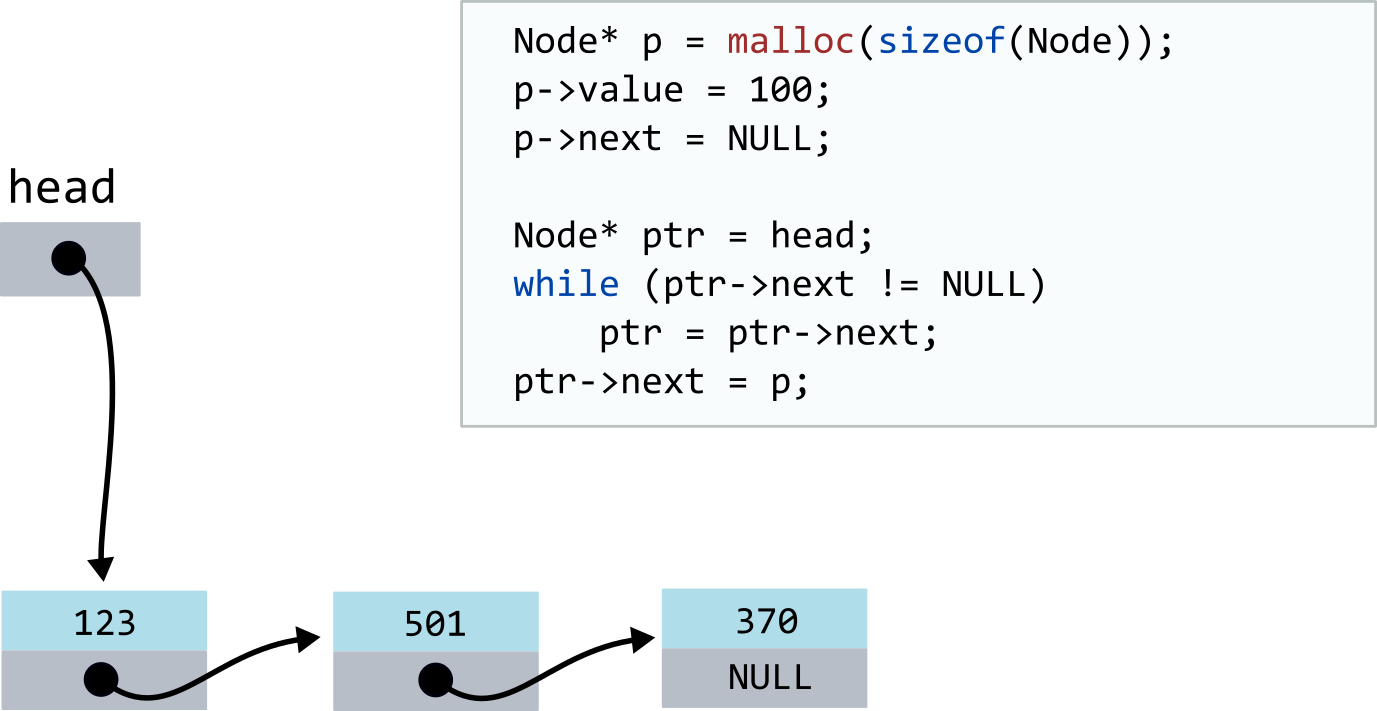 Node* p = malloc(sizeof(Node));
p->value = 100;
p->next = NULL;
Node* ptr = head;
while (ptr->next != NULL)
    ptr = ptr->next;
ptr->next = p;
head
123
501
370
NULL